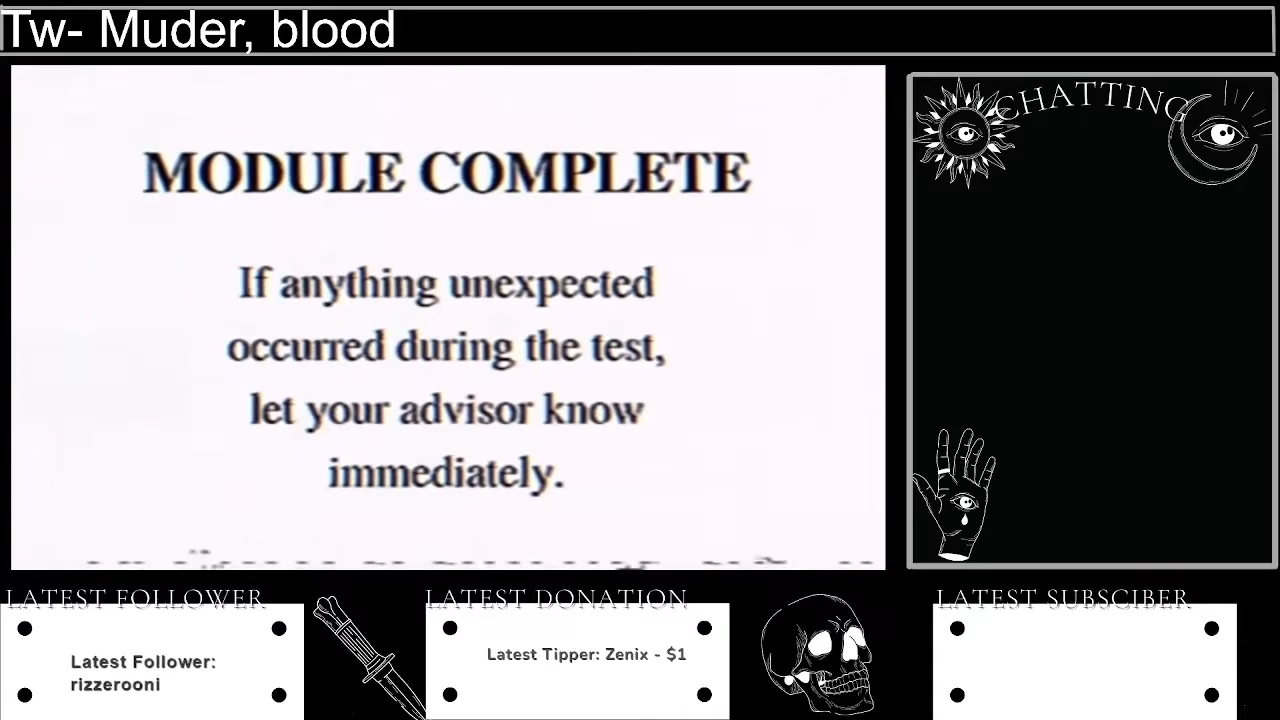 Tw- Muder, blood
MODULE COMPLETE
If anything unexpected
occurred during the test,
let your advisor know
immediately.
CHATTING
LATEST FOLLOWER
Latest Follower:
rizzerooni
LATEST DONATION
Latest Tipper: Zenix - $1
LATEST SUBSCIBER